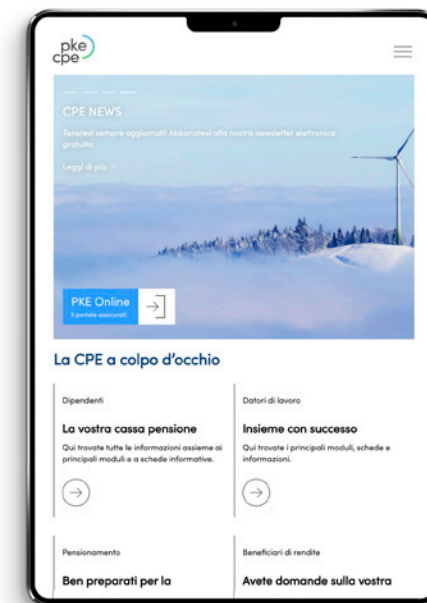 pke
cpe
CPE NEWS
Tenetevi sempre aggiornati! Abbonatevi alla nostra newsletter elettronica
gratuita
Leggi di più
PKE Online
Il portale assicurati
La CPE a colpo d'occhio
Dipendenti
La vostra cassa pensione
Qui trovate tutte le informazioni assieme ai
principali moduli e a schede informative.
Datori di lavoro
Insieme con successo
Qui trovate i principali moduli, schede e
informazioni.
Pensionamento
Ben preparati per la
Beneficiari di rendite
Avete domande sulla vostra